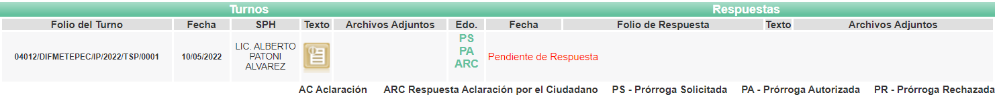 Turnos Respuestas
Folio del Turno Fecha SPH Texto Archivos Adjuntos Edo. Fecha Folio de Respuesta Texto Archivos Adjuntos
04012/DIFMETEPEC/IP/2022/TSP/0001 10/05/2022 LIC. ALBERTO
PATONI
ALVAREZ
PS
PA
ARC
Pendiente de Respuesta
AC Aclaración ARC Respuesta Aclaración por el Ciudadano PS - Prórroga Solicitada PA - Prórroga Autorizada PR - Prórroga Rechazada